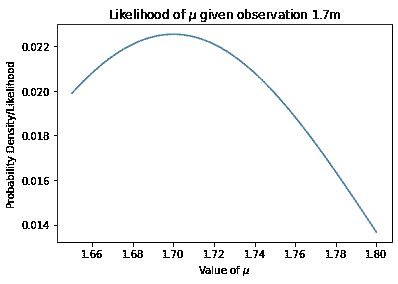 Likelihood of μ given observation 1.7m
Probability Density/Likelihood
0.022
0.020
0.018
0.016
0.014
1.66 1.68 1.70 1.72 1.74 1.76 1.78 1.80
Value of μ